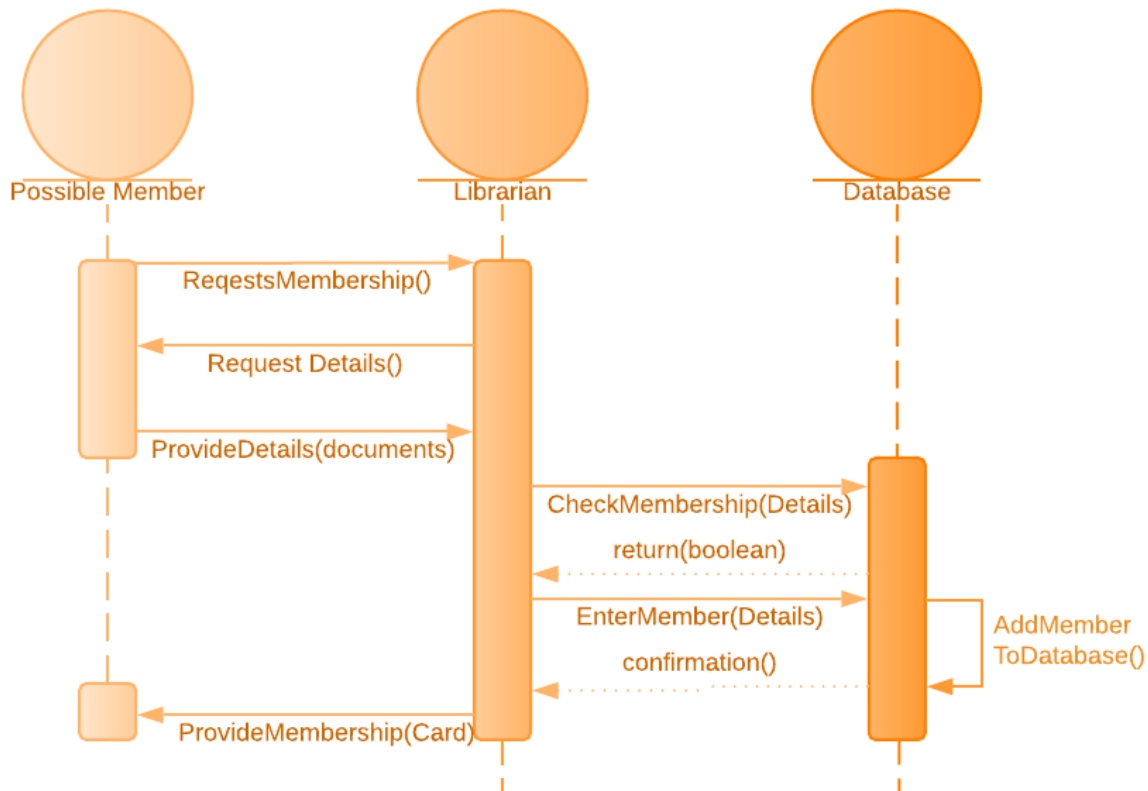 Possible Member
Librarian
Database
ReqestsMembership()
Request Details()
ProvideDetails(documents)
CheckMembership(Details)
return(boolean)
EnterMember(Details)
AddMember
ToDatabase()
confirmation()
ProvideMembership(Card)